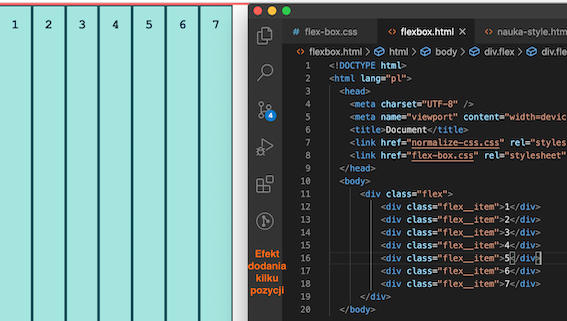 1 2 3 4 5 6 7
# flex-box.css <> flexbox.html × <> nauka-style.htm
<> flexbox.html > html > body > div.flex > div.fle
1 <!DOCTYPE html>
2 <html lang="pl">
3 <head>
4 <meta charset="UTF-8" />
5 <meta name="viewport" content="width=devic
6 <title>Document</title>
7 <link href="normalize-css.css" rel="styles
8 <link href="flex-box.css" rel="stylesheet"
9 </head>
10 <body>
11 <div class="flex">
12 <div class="flex__item">1</div>
13 <div class="flex__item">2</div>
14 <div class="flex__item">3</div>
15 <div class="flex__item">4</div>
16 <div class="flex__item">5</div>
17 <div class="flex__item">6</div>
18 <div class="flex__item">7</div>
19 </div>
20 </body>
4
Efekt
dodania
kilku
pozycji